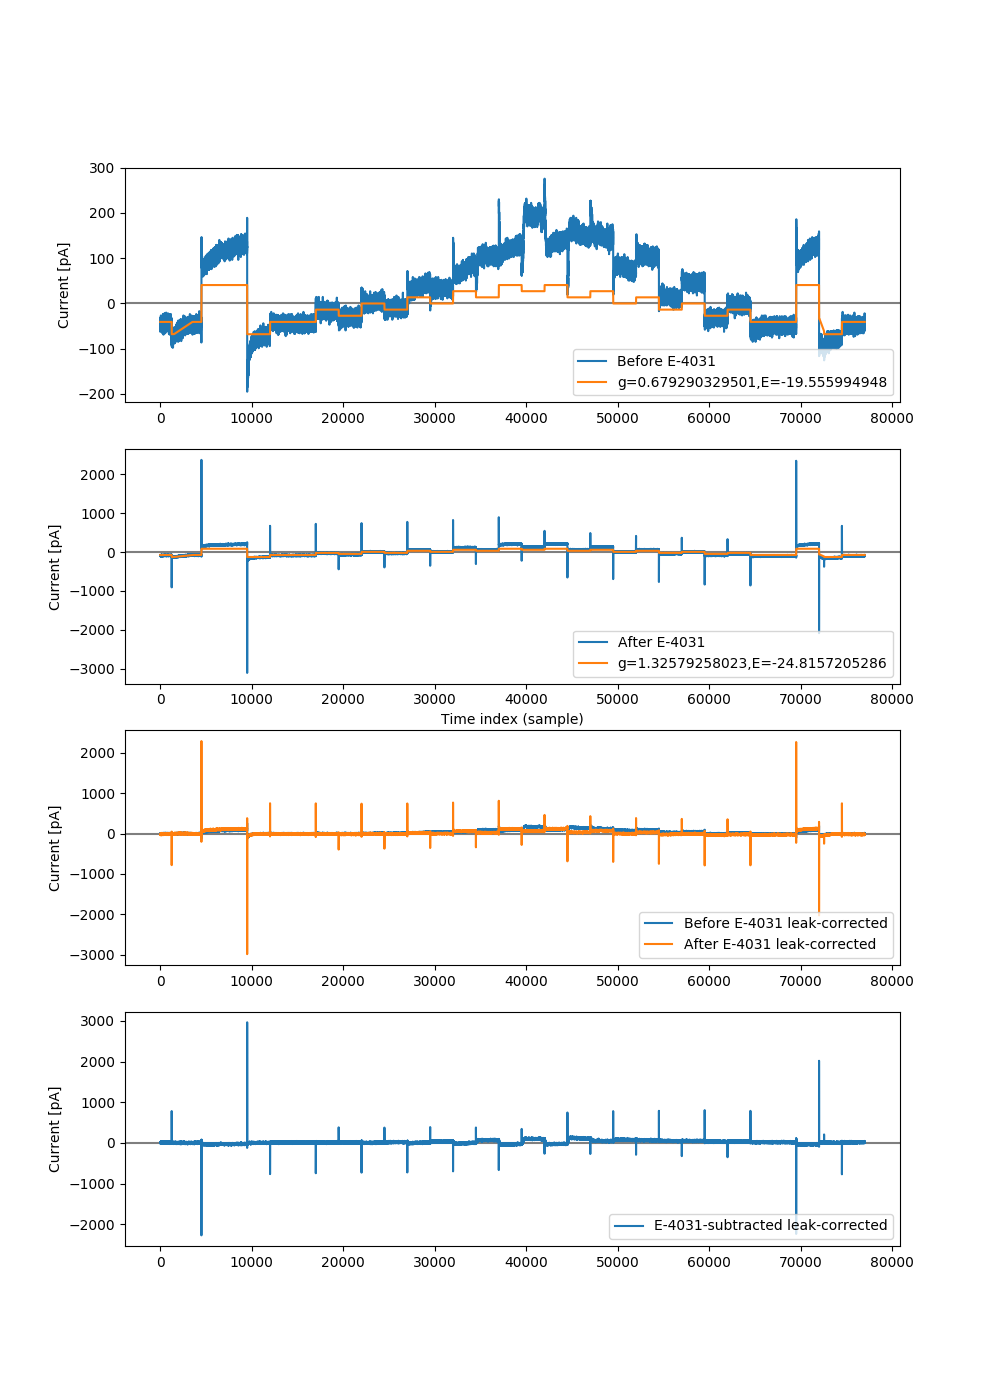 300
200
100
0
−100
−200
Current [pA]
Before E-4031
g=0.679290329501,E=-19.555994948
0 10000 20000 30000 40000 50000 60000 70000 80000
2000
1000
0
−1000
−2000
−3000
Current [pA]
After E-4031
g=1.32579258023,E=-24.8157205286
0 10000 20000 30000 40000 50000 60000 70000 80000
Time index (sample)
2000
1000
0
−1000
−2000
−3000
Current [pA]
Before E-4031 leak-corrected
After E-4031 leak-corrected
0 10000 20000 30000 40000 50000 60000 70000 80000
3000
2000
1000
0
−1000
−2000
Current [pA]
E-4031-subtracted leak-corrected
0 10000 20000 30000 40000 50000 60000 70000 80000